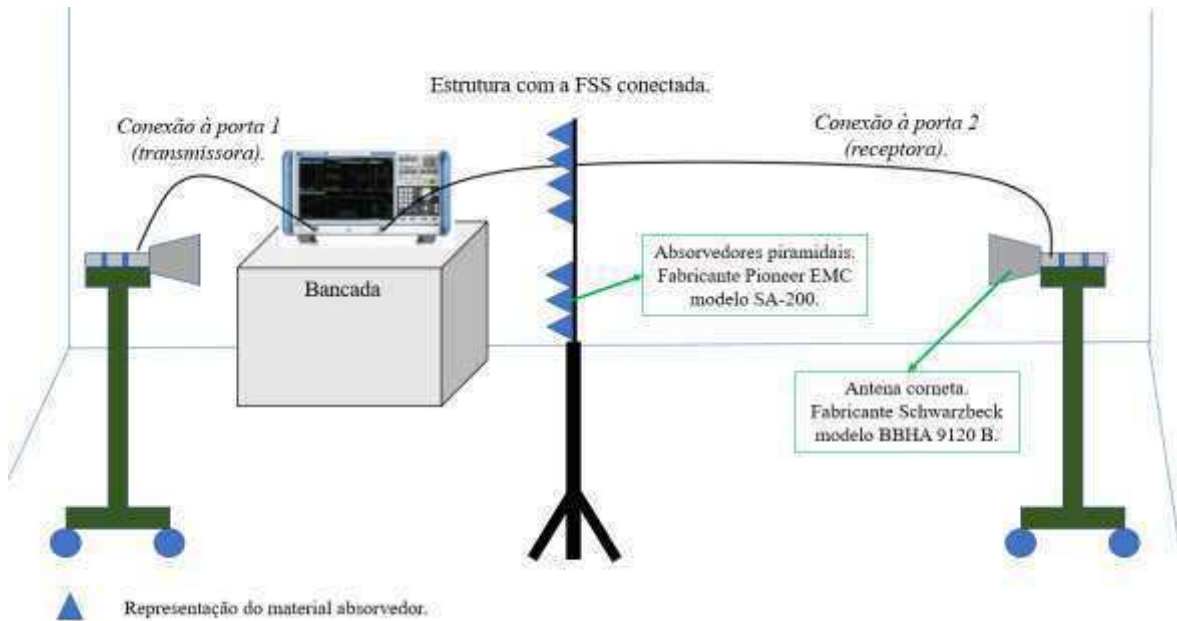 Estrutura com a FSS conectada.
Conexão à porta 1
(transmissora).
Conexão à porta 2
(receptora).
Bancada
Absorvedores piramidais.
Fabricante Pioneer EMC
modelo SA-200.
Antena corneta.
Fabricante Schwarzbeck
modelo BBHA 9120 B.
Representação do material absorvedor.